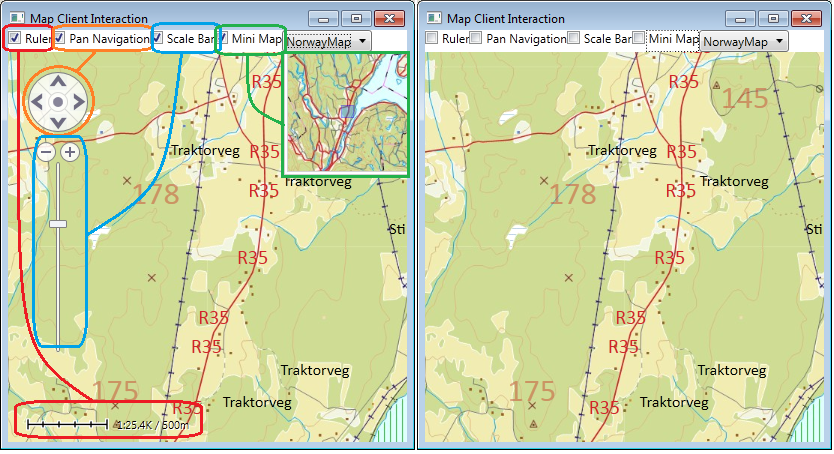 Map Client Interaction
Ruler Pan Navigation Scale Bar Mini Map NorwayMap
R35
Traktorveg
R35
R35
Traktorveg
178
Sti
R35
R35
R35
Traktorveg
175
R35
Traktorveg
1:25.4K / 500m
Map Client Interaction
Ruler Pan Navigation Scale Bar Mini Map NorwayMap
R35
145
Traktorveg
R35
R35
Traktorveg
178
Sti
R35
R35
R35
Traktorveg
175
R35
Traktorveg